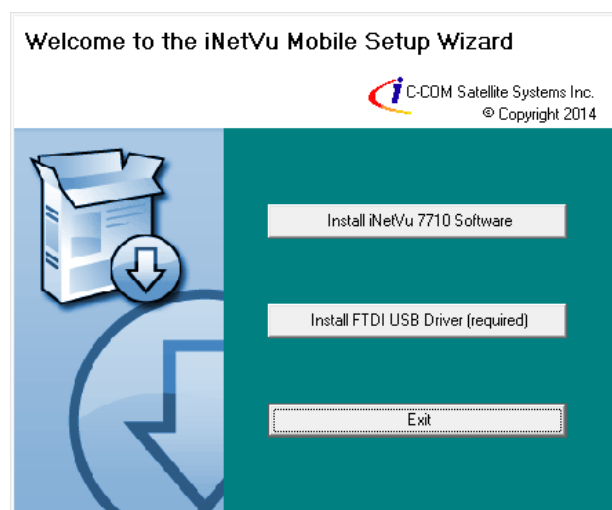 Welcome to the iNetVu Mobile Setup Wizard
C-COM Satellite Systems Inc.
© Copyright 2014
Install iNetVu 7710 Software
Install FTDI USB Driver (required)
Exit